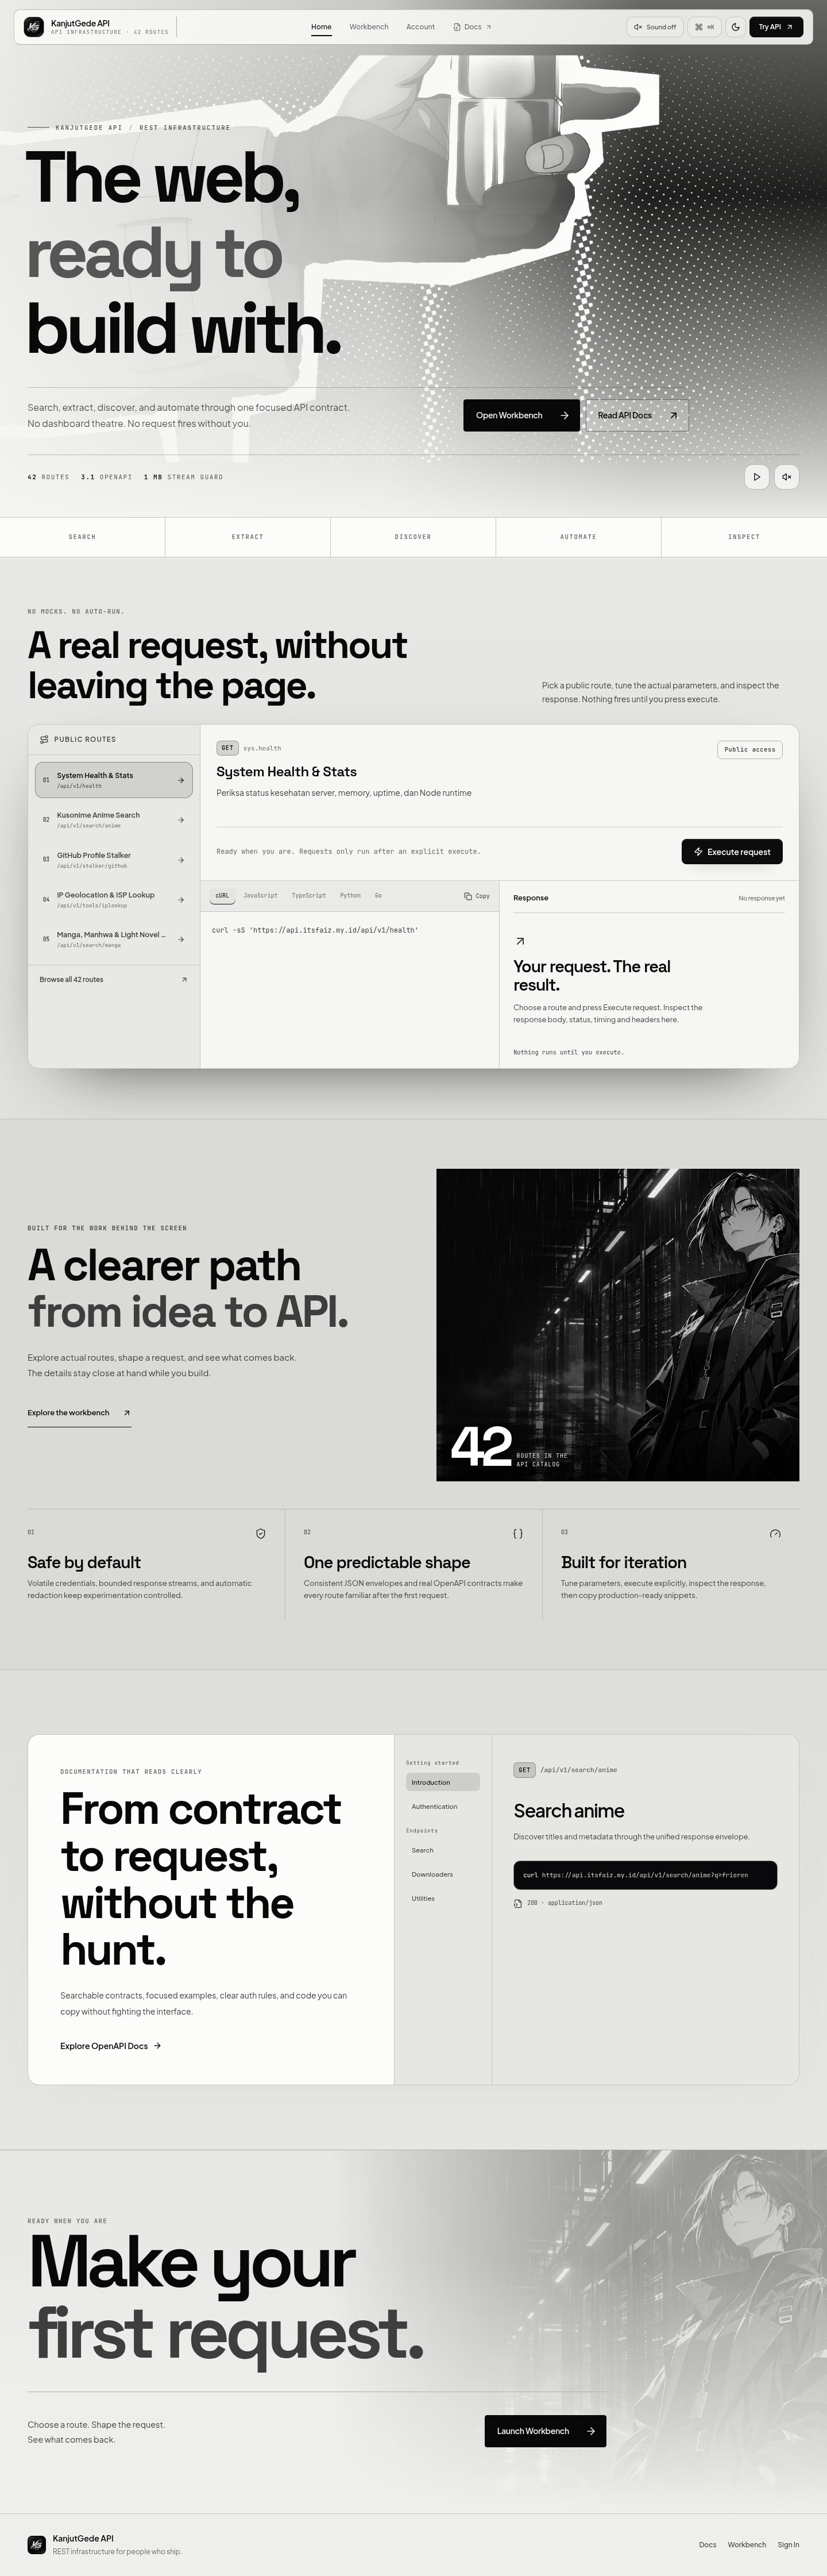 KanjutGede API
API INFRASTRUCTURE · 42 ROUTES
Home
Workbench
Account
Docs
Sound off
⌘K
Try API
KANJUTGEDE API / REST INFRASTRUCTURE
The web,
ready to
build with.
Search, extract, discover, and automate through one focused API contract.
No dashboard theatre. No request fires without you.
Open Workbench
Read API Docs
42 ROUTES 3.1 OPENAPI 1 MB STREAM GUARD
SEARCH
EXTRACT
DISCOVER
AUTOMATE
INSPECT
NO MOCKS. NO AUTO-RUN.
A real request, without
leaving the page.
Pick a public route, tune the actual parameters, and inspect the
response. Nothing fires until you press execute.
PUBLIC ROUTES
01 System Health & Stats
/api/v1/health
02 Kusonime Anime Search
/api/v1/search/anime
03 GitHub Profile Stalker
/api/v1/stalker/github
04 IP Geolocation & ISP Lookup
/api/v1/tools/iplookup
05 Manga, Manhwa & Light Novel ...
/api/v1/search/manga
Browse all 42 routes
GET sys.health
Public access
System Health & Stats
Periksa status kesehatan server, memory, uptime, dan Node runtime
Ready when you are. Requests only run after an explicit execute.
Execute request
cURL
JavaScript
TypeScript
Python
Go
Copy
curl -sS 'https://api.itsfaiz.my.id/api/v1/health'
Response
No response yet
Your request. The real
result.
Choose a route and press Execute request. Inspect the
response body, status, timing and headers here.
Nothing runs until you execute.
BUILT FOR THE WORK BEHIND THE SCREEN
A clearer path
from idea to API.
Explore actual routes, shape a request, and see what comes back.
The details stay close at hand while you build.
Explore the workbench
42 ROUTES IN THE
API CATALOG
01
Safe by default
Volatile credentials, bounded response streams, and automatic
redaction keep experimentation controlled.
02
One predictable shape
Consistent JSON envelopes and real OpenAPI contracts make
every route familiar after the first request.
03
Built for iteration
Tune parameters, execute explicitly, inspect the response,
then copy production-ready snippets.
DOCUMENTATION THAT READS CLEARLY
From contract
to request,
without the
hunt.
Searchable contracts, focused examples, clear auth rules, and code you can
copy without fighting the interface.
Explore OpenAPI Docs
Getting started
Introduction
Authentication
Endpoints
Search
Downloaders
Utilities
GET /api/v1/search/anime
Search anime
Discover titles and metadata through the unified response envelope.
curl https://api.itsfaiz.my.id/api/v1/search/anime?q=frieren
200 · application/json
READY WHEN YOU ARE
Make your
first request.
Choose a route. Shape the request.
See what comes back.
Launch Workbench
KanjutGede API
REST infrastructure for people who ship.
Docs
Workbench
Sign In